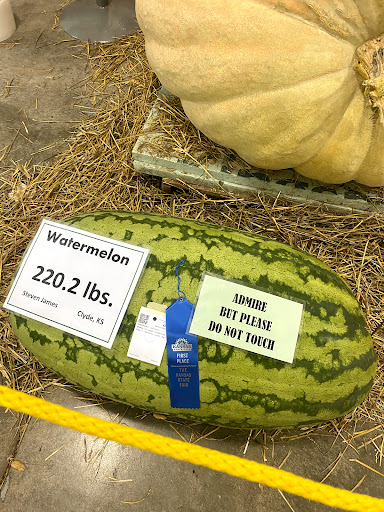 Watermelon
220.2 lbs.
Steven James
Clyde, KS
FIRST
PLACE
THE
KANSAS
STATE
FAIR
ADMIRE
BUT PLEASE
DO NOT TOUCH